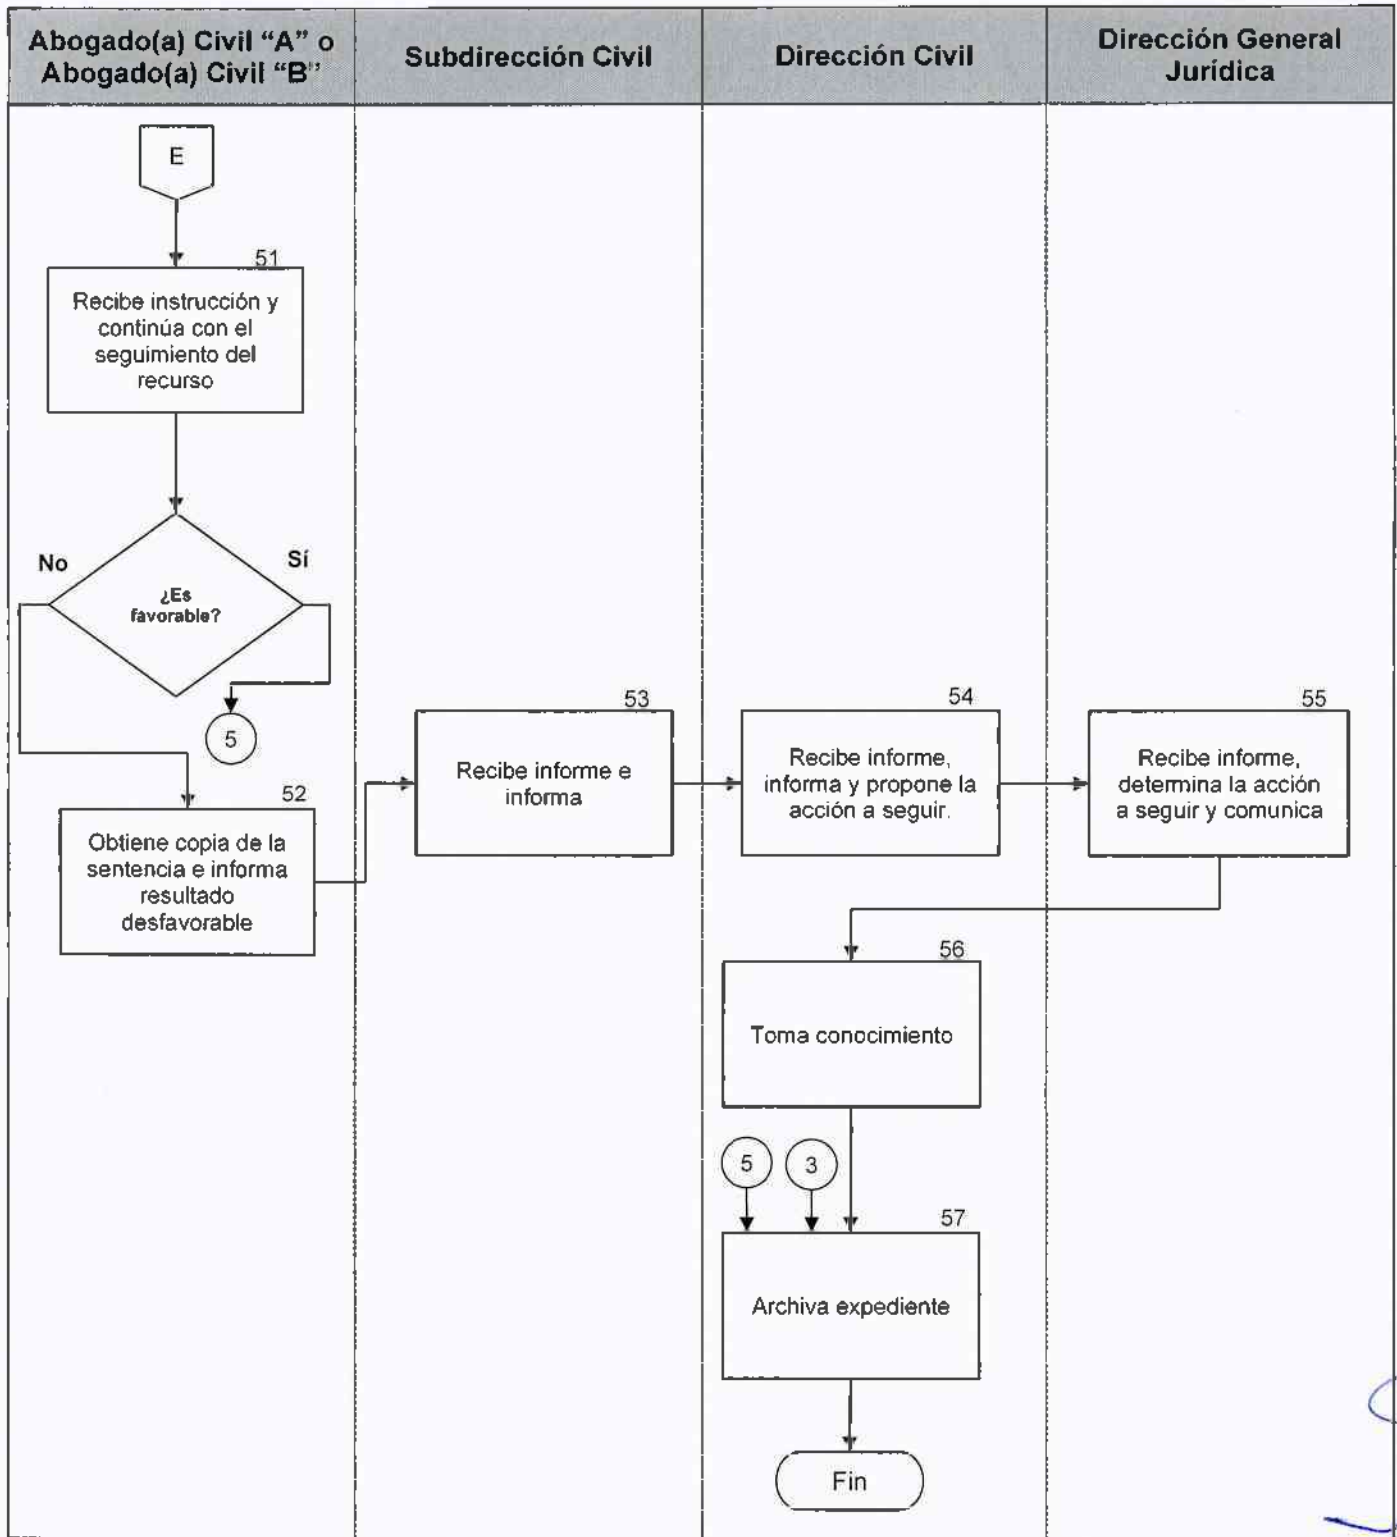 Abogado(a) Civil “A” o
Abogado(a) Civil “B”
Subdirección Civil
Dirección Civil
Dirección General
Jurídica
E
51
Recibe instrucción y
continúa con el
seguimiento del
recurso
No
Sí
¿Es
favorable?
5
52
Obtiene copia de la
sentencia e informa
resultado
desfavorable
53
Recibe informe e
informa
54
Recibe informe,
informa y propone la
acción a seguir.
55
Recibe informe,
determina la acción
a seguir y comunica
56
Toma conocimiento
5
3
57
Archiva expediente
Fin